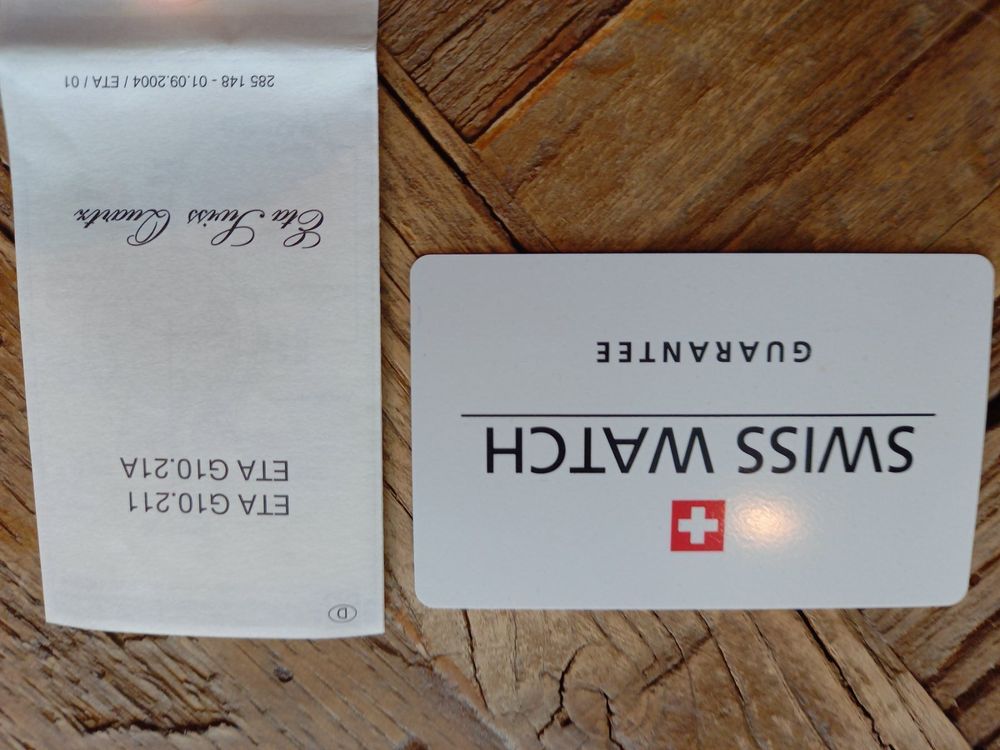 SWISS WATCH
GUARANTEE
D
ETA G10.211
ETA G10.21A
Eta Swiss Quartz
285 148 - 01.09.2004 / ETA / 01